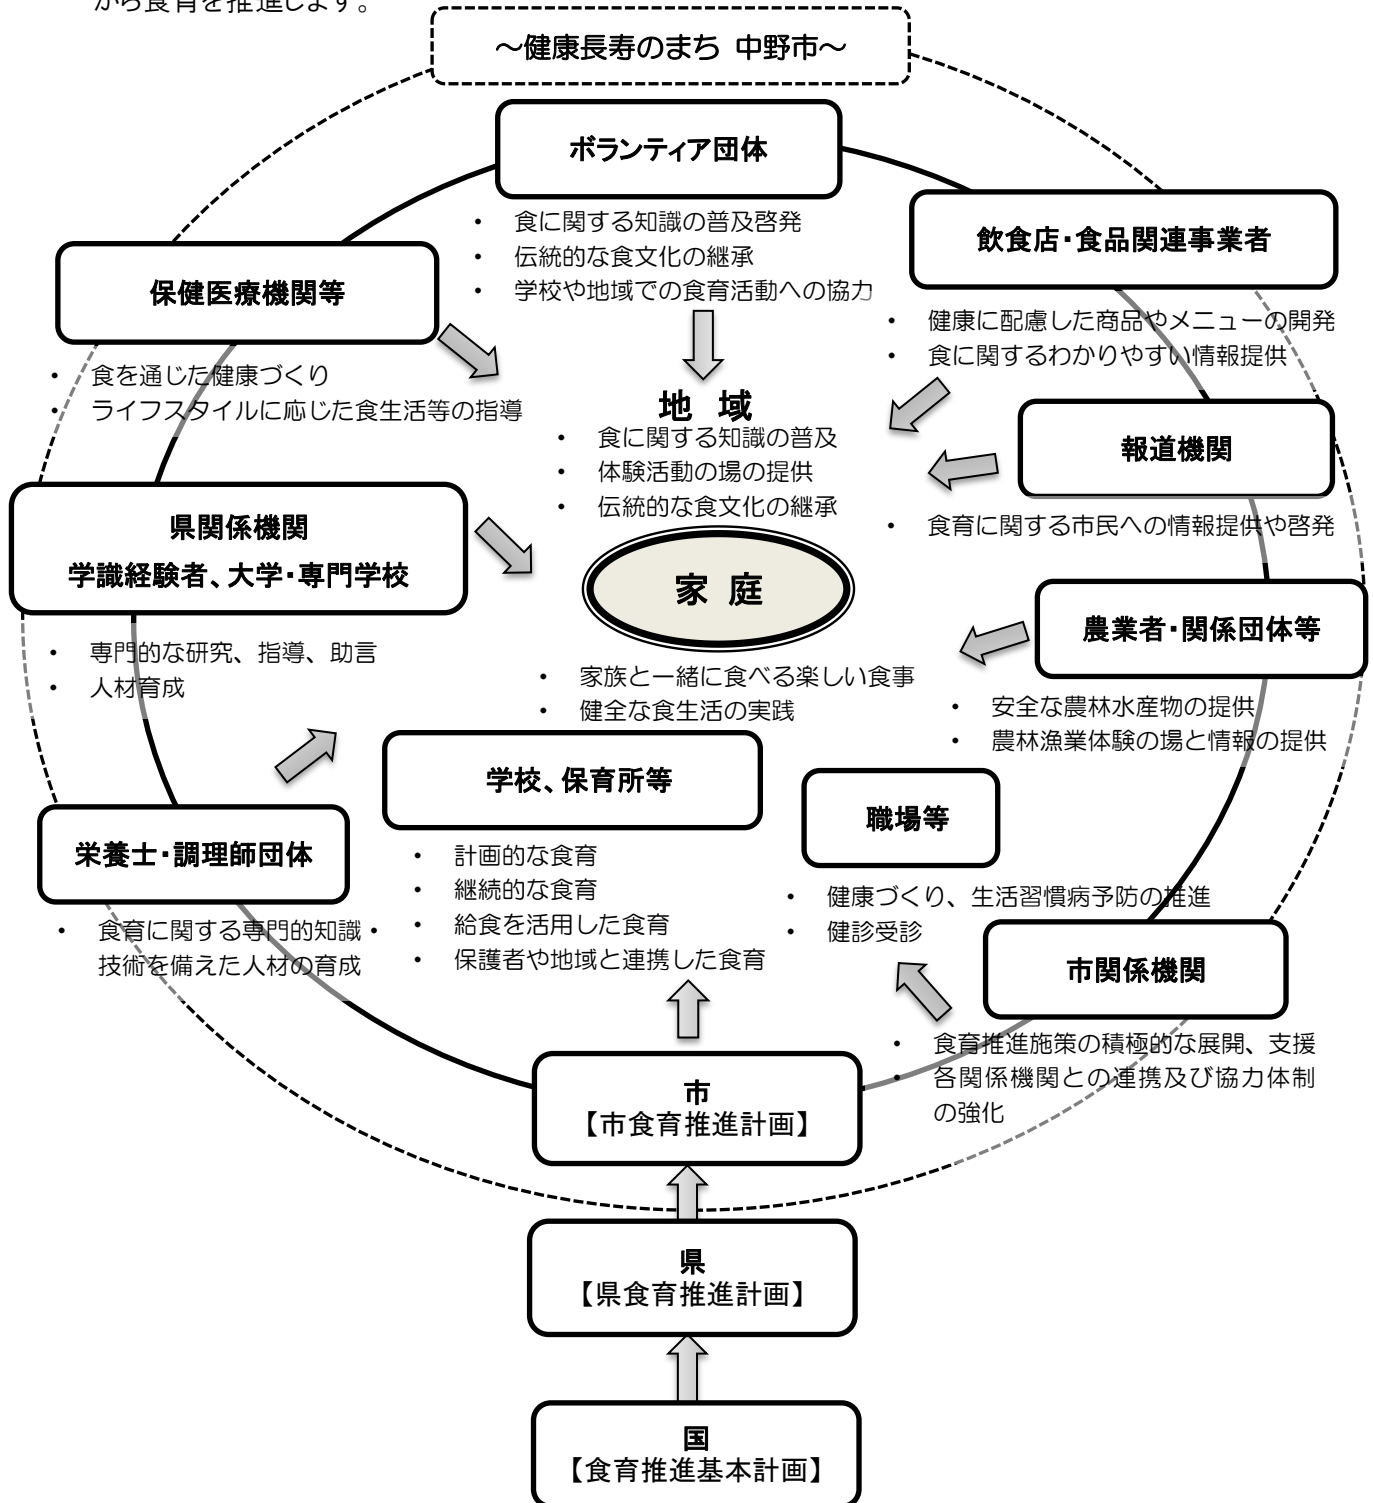 から食育を推進します。
～健康長寿のまち 中野市～
ボランティア団体
・ 食に関する知識の普及啓発
・ 伝統的な食文化の継承
・ 学校や地域での食育活動への協力
飲食店・食品関連事業者
・ 健康に配慮した商品やメニューの開発
・ 食に関するわかりやすい情報提供
保健医療機関等
・ 食を通じた健康づくり
・ ライフスタイルに応じた食生活等の指導
地 域
・ 食に関する知識の普及
・ 体験活動の場の提供
・ 伝統的な食文化の継承
報道機関
・ 食育に関する市民への情報提供や啓発
県関係機関
学識経験者、大学・専門学校
・ 専門的な研究、指導、助言
・ 人材育成
家 庭
・ 家族と一緒に食べる楽しい食事
・ 健全な食生活の実践
農業者・関係団体等
・ 安全な農林水産物の提供
・ 農林漁業体験の場と情報の提供
学校、保育所等
・ 計画的な食育
・ 継続的な食育
・ 給食を活用した食育
・ 保護者や地域と連携した食育
職場等
・ 健康づくり、生活習慣病予防の推進
・ 健診受診
栄養士・調理師団体
・ 食育に関する専門的知識・
技術を備えた人材の育成
市関係機関
・ 食育推進施策の積極的な展開、支援
・ 各関係機関との連携及び協力体制
の強化
市
【市食育推進計画】
県
【県食育推進計画】
国
【食育推進基本計画】